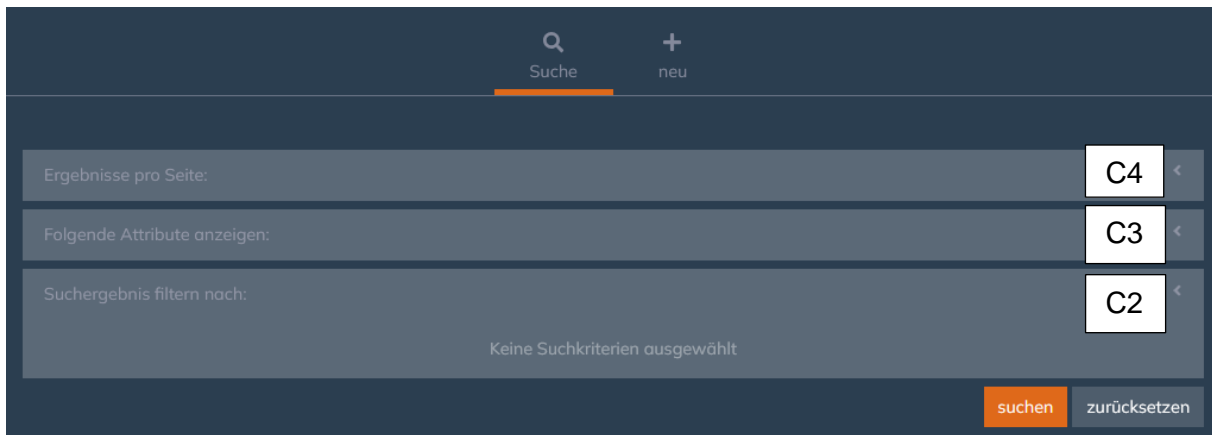 Suche
neu
Ergebnisse pro Seite:
C4
Folgende Attribute anzeigen:
C3
Suchergebnis filtern nach:
C2
Keine Suchkriterien ausgewählt
suchen
zurücksetzen